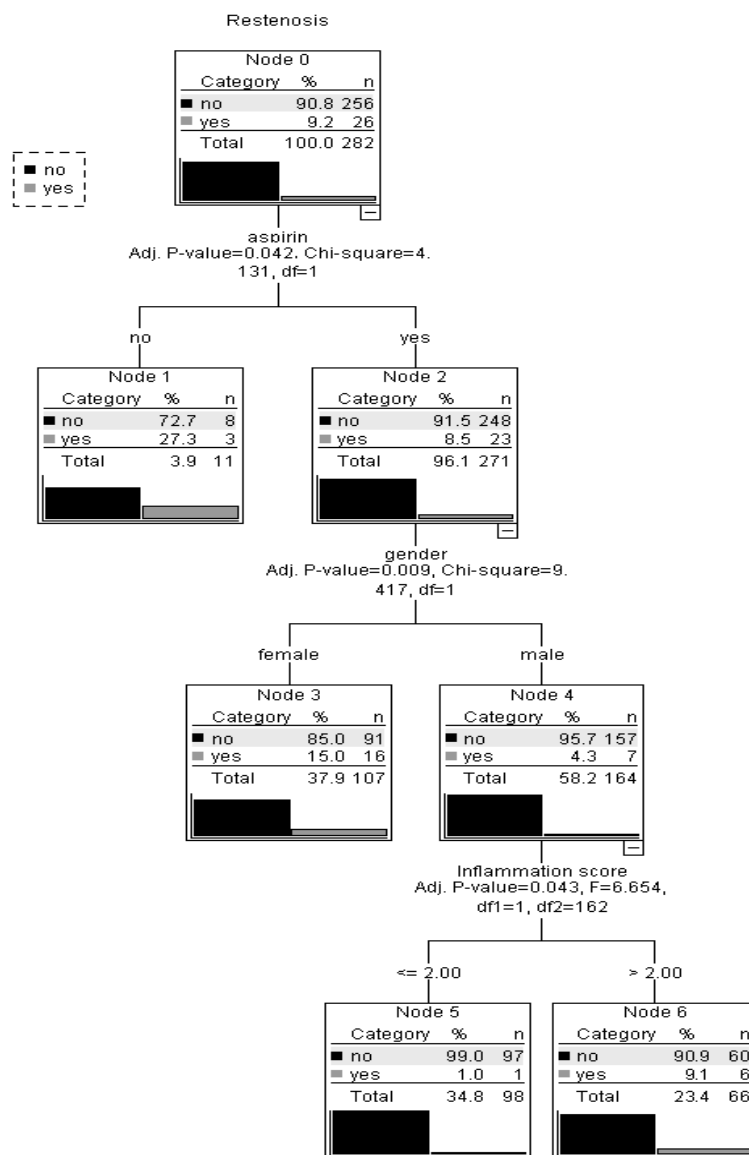 Restenosis
Node 0
Category % n
no 90.8 256
yes 9.2 26
Total 100.0 282
no
yes
aspirin
Adj. P-value=0.042, Chi-square=4.
131, df=1
no
yes
Node 1
Category % n
no 72.7 8
yes 27.3 3
Total 3.9 11
Node 2
Category % n
no 91.5 248
yes 8.5 23
Total 96.1 271
gender
Adj. P-value=0.009, Chi-square=9.
417, df=1
female
male
Node 3
Category % n
no 85.0 91
yes 15.0 16
Total 37.9 107
Node 4
Category % n
no 95.7 157
yes 4.3 7
Total 58.2 164
Inflammation score
Adj. P-value=0.043, F=6.654,
df1=1, df2=162
<= 2.00
> 2.00
Node 5
Category % n
no 99.0 97
yes 1.0 1
Total 34.8 98
Node 6
Category % n
no 90.9 60
yes 9.1 6
Total 23.4 66